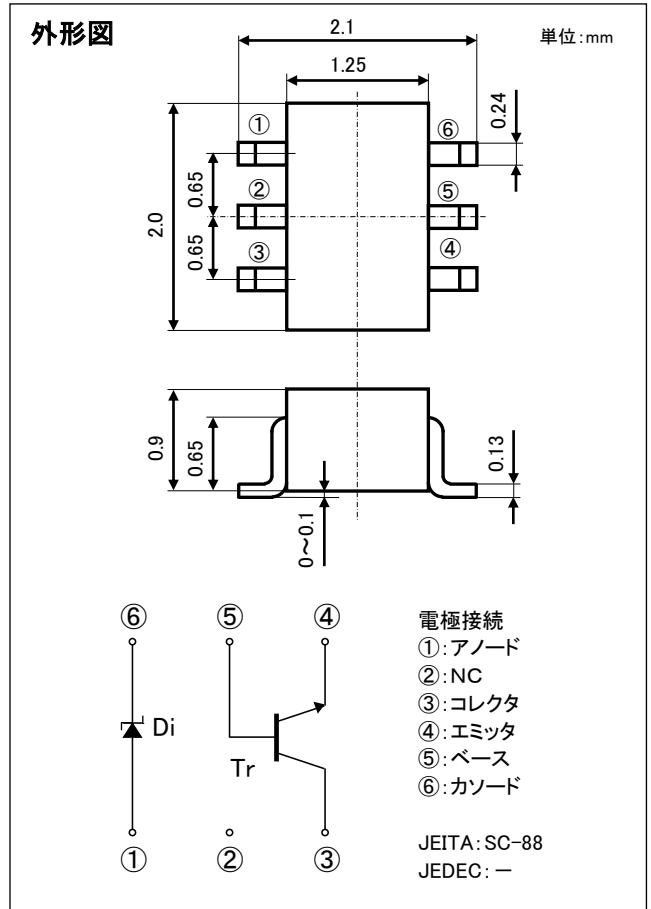 外形図
単位:mm
2.1
1.25
①
⑥
0.24
②
⑤
0.65
2.0
③
④
0.65
0.9
0.65
0.13
0~0.1
⑥
⑤
④
Di
Tr
①
②
③
電極接続
①:アノード
②:NC
③:コレクタ
④:エミッタ
⑤:ベース
⑥:カソード
JEITA:SC-88
JEDEC:ー